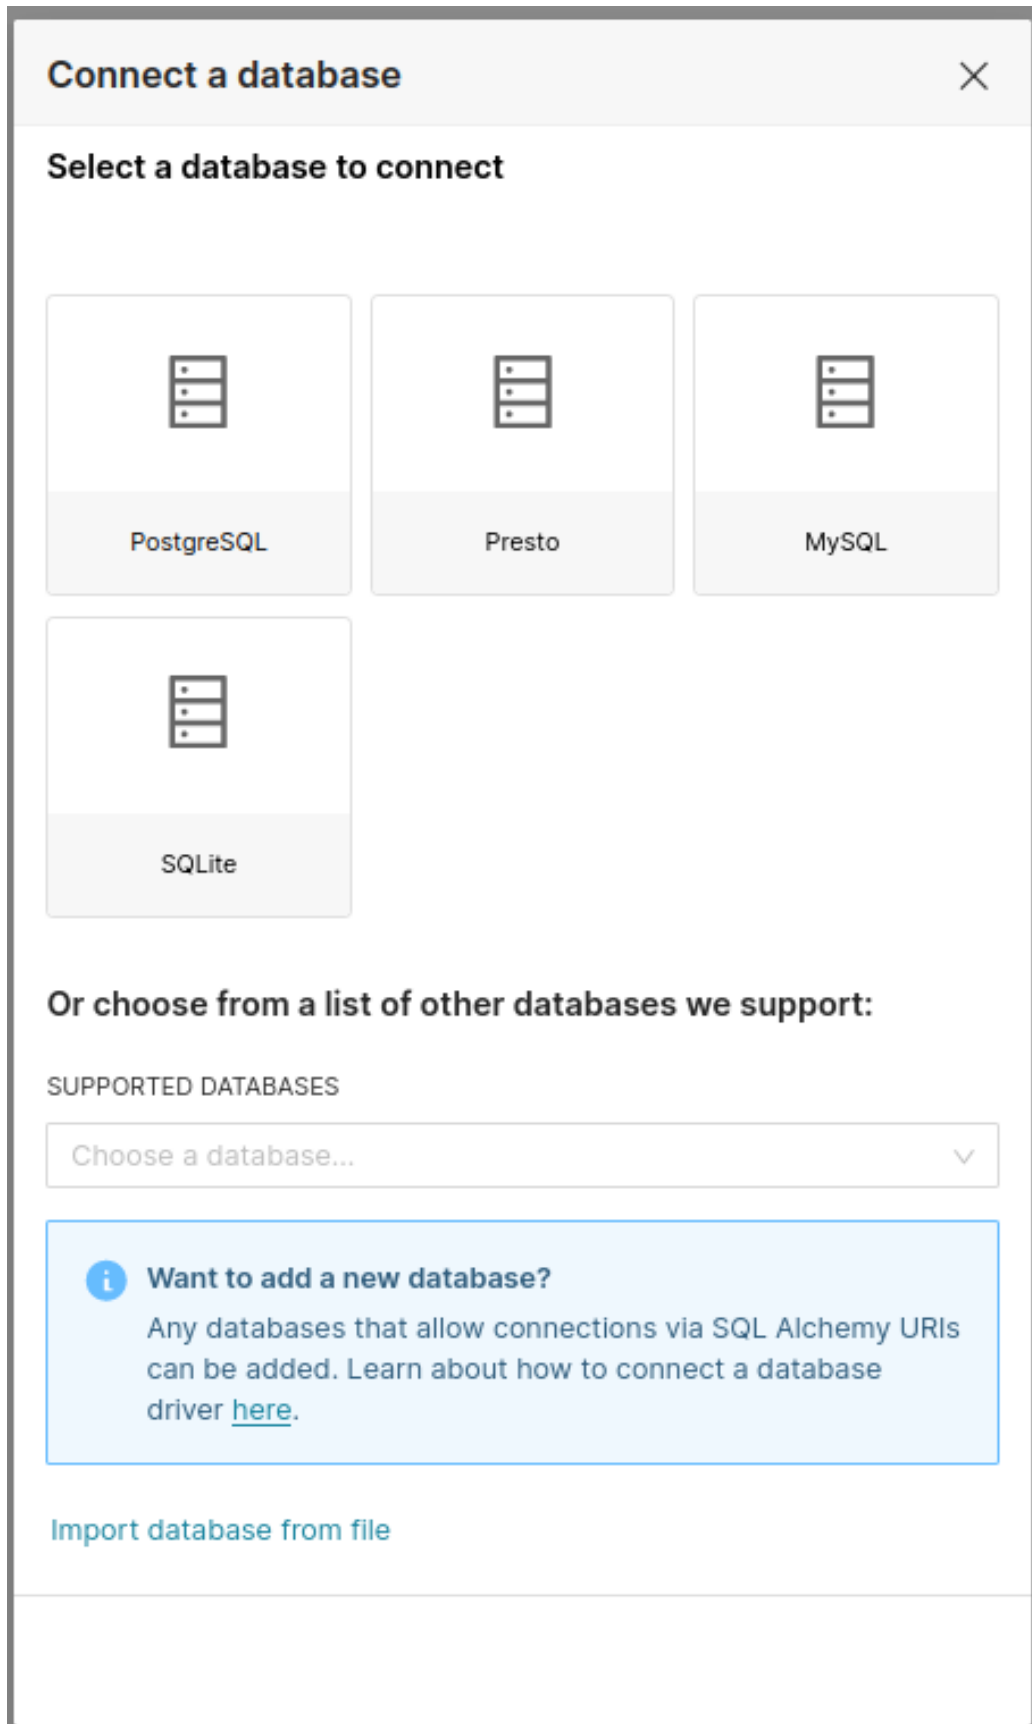 Connect a database
Select a database to connect
PostgreSQL
Presto
MySQL
SQLite
Or choose from a list of other databases we support:
SUPPORTED DATABASES
Choose a database...
Want to add a new database?
Any databases that allow connections via SQL Alchemy URIs
can be added. Learn about how to connect a database
driver here.
Import database from file